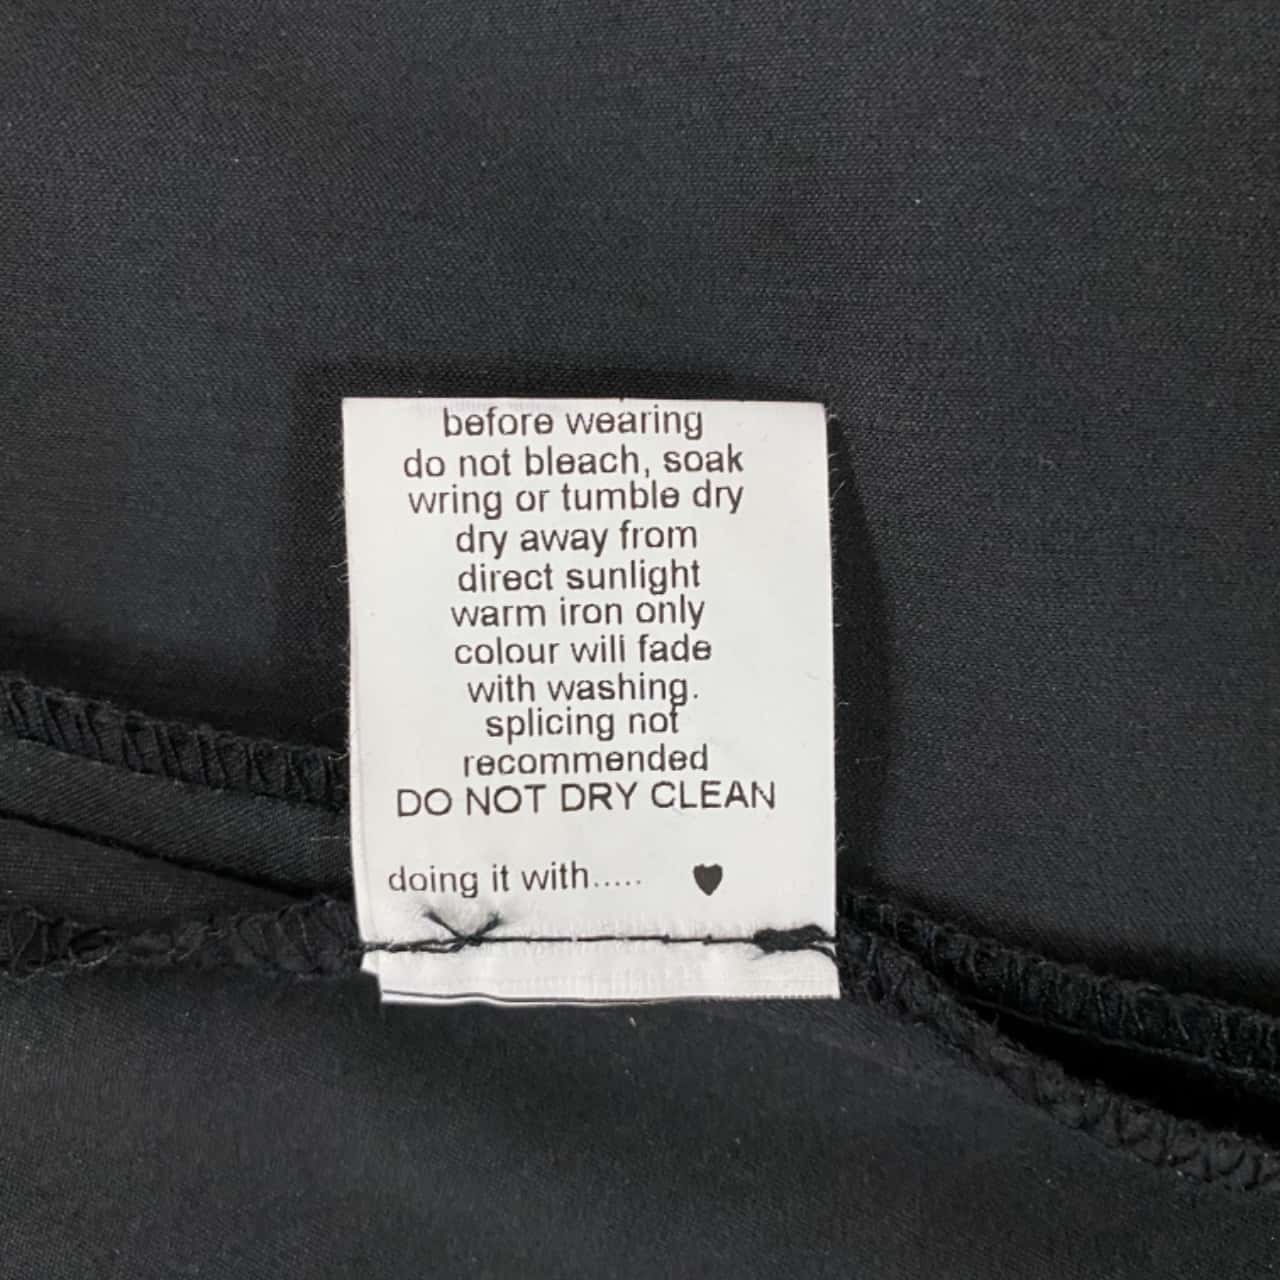 before wearing
do not bleach, soak
wring or tumble dry
dry away from
direct sunlight
warm iron only
colour will fade
with washing.
splicing not
recommended
DO NOT DRY CLEAN
doing it with..... ♥